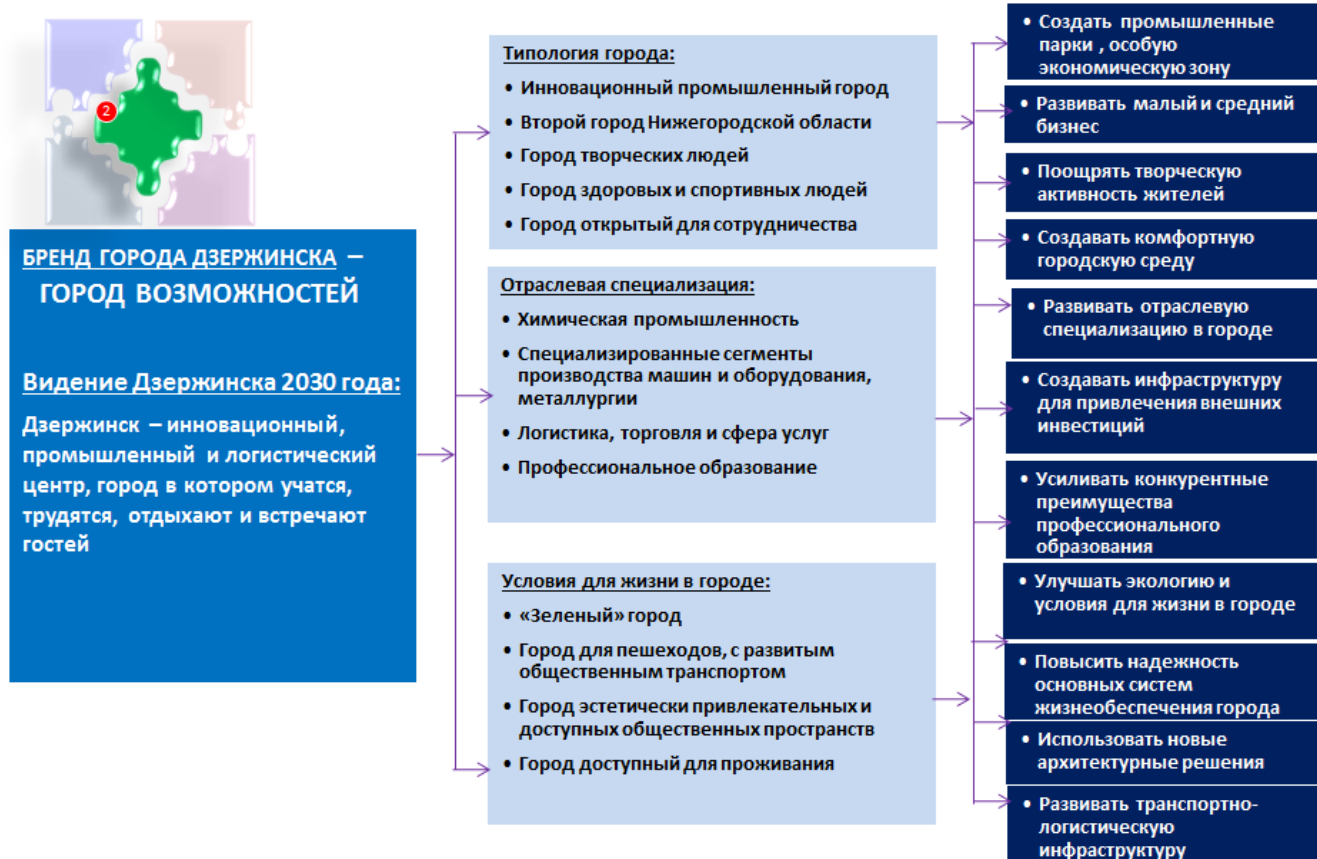 2
БРЕНД ГОРОДА ДЗЕРЖИНСКА –
ГОРОД ВОЗМОЖНОСТЕЙ
Видение Дзержинска 2030 года:
Дзержинск – инновационный,
промышленный и логистический
центр, город в котором учатся,
трудятся, отдыхают и встречают
гостей
Типология города:
• Инновационный промышленный город
• Второй город Нижегородской области
• Город творческих людей
• Город здоровых и спортивных людей
• Город открытый для сотрудничества
Отраслевая специализация:
• Химическая промышленность
• Специализированные сегменты
производства машин и оборудования,
металлургии
• Логистика, торговля и сфера услуг
• Профессиональное образование
Условия для жизни в городе:
• «Зеленый» город
• Город для пешеходов, с развитым
общественным транспортом
• Город эстетически привлекательных и
доступных общественных пространств
• Город доступный для проживания
• Создать промышленные
парки , особую
экономическую зону
• Развивать малый и средний
бизнес
• Поощрять творческую
активность жителей
• Создавать комфортную
городскую среду
• Развивать отраслевую
специализацию в городе
• Создавать инфраструктуру
для привлечения внешних
инвестиций
• Усиливать конкурентные
преимущества
профессионального
образования
• Улучшать экологию и
условия для жизни в городе
• Повысить надежность
основных систем
жизнеобеспечения города
• Использовать новые
архитектурные решения
• Развивать транспортно-
логистическую
инфраструктуру